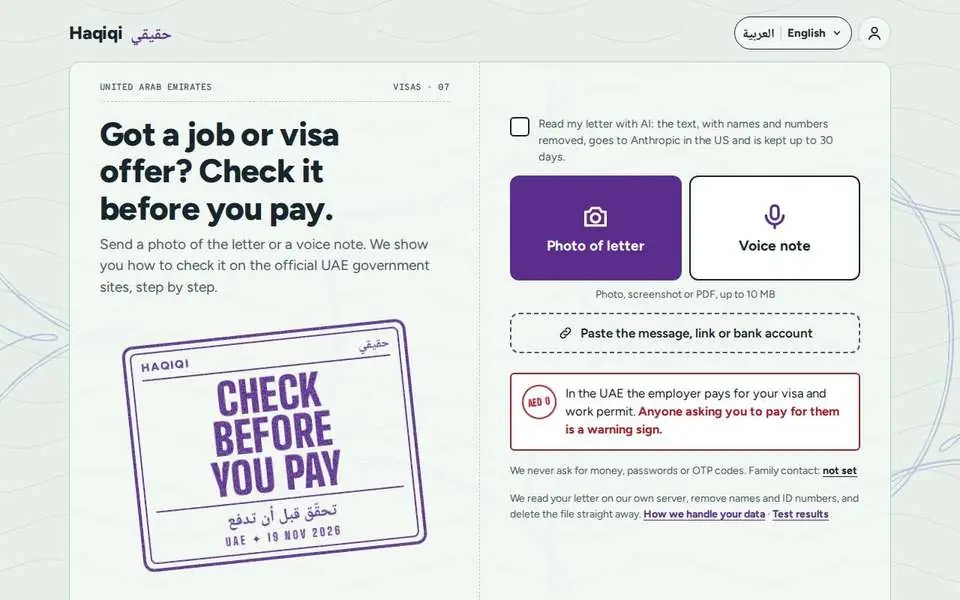 Haqiqi حقيقي
العربية English
UNITED ARAB EMIRATES VISAS · 07
Got a job or visa
offer? Check it
before you pay.
Send a photo of the letter or a voice note. We show
you how to check it on the official UAE government
sites, step by step.
HAQIQI حقيقي
CHECK
BEFORE
YOU PAY
تحقّق قبل أن تدفع
UAE ✦ 19 NOV 2026
Read my letter with AI: the text, with names and numbers
removed, goes to Anthropic in the US and is kept up to 30
days.
Photo of letter
Voice note
Photo, screenshot or PDF, up to 10 MB
Paste the message, link or bank account
AED 0
In the UAE the employer pays for your visa and
work permit. Anyone asking you to pay for them
is a warning sign.
We never ask for money, passwords or OTP codes. Family contact: not set
We read your letter on our own server, remove names and ID numbers, and
delete the file straight away. How we handle your data · Test results